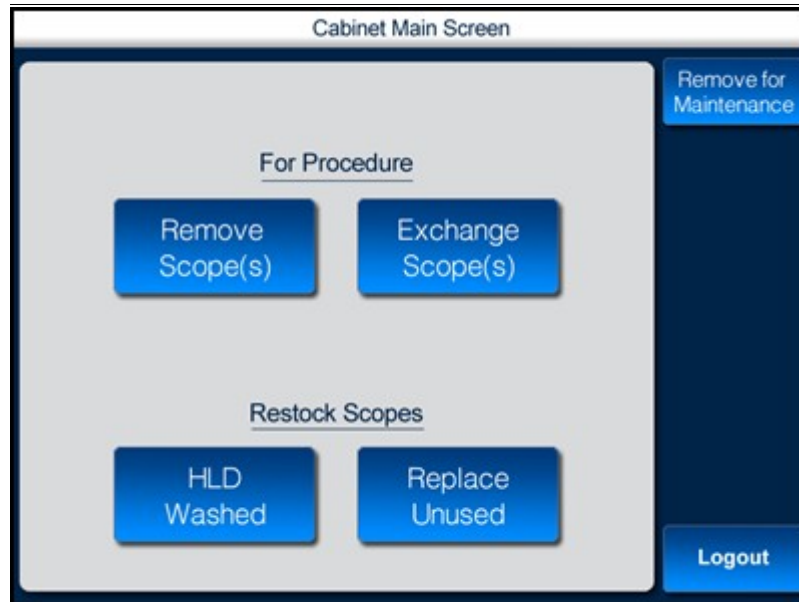 Cabinet Main Screen
Remove for
Maintenance
For Procedure
Remove
Scope(s)
Exchange
Scope(s)
Restock Scopes
HLD
Washed
Replace
Unused
Logout